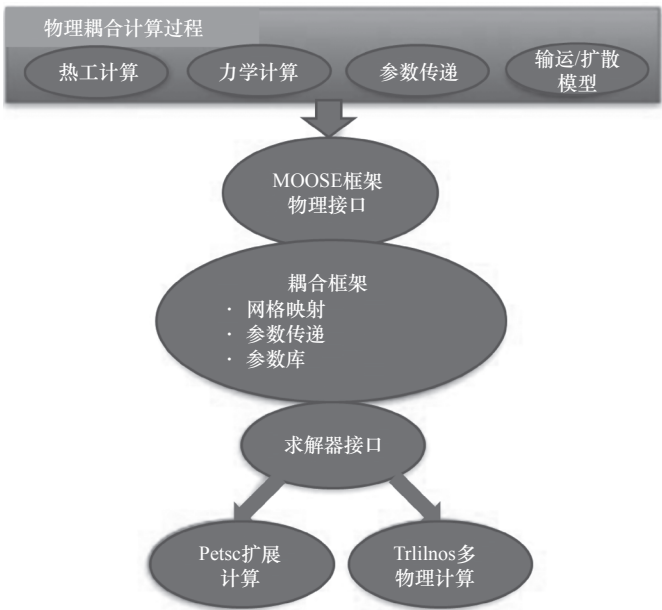 物理耦合计算过程
热工计算
力学计算
参数传递
输运/扩散
模型
MOOSE框架
物理接口
耦合框架
· 网格映射
· 参数传递
· 参数库
求解器接口
Petsc扩展
计算
Trlilnos多
物理计算